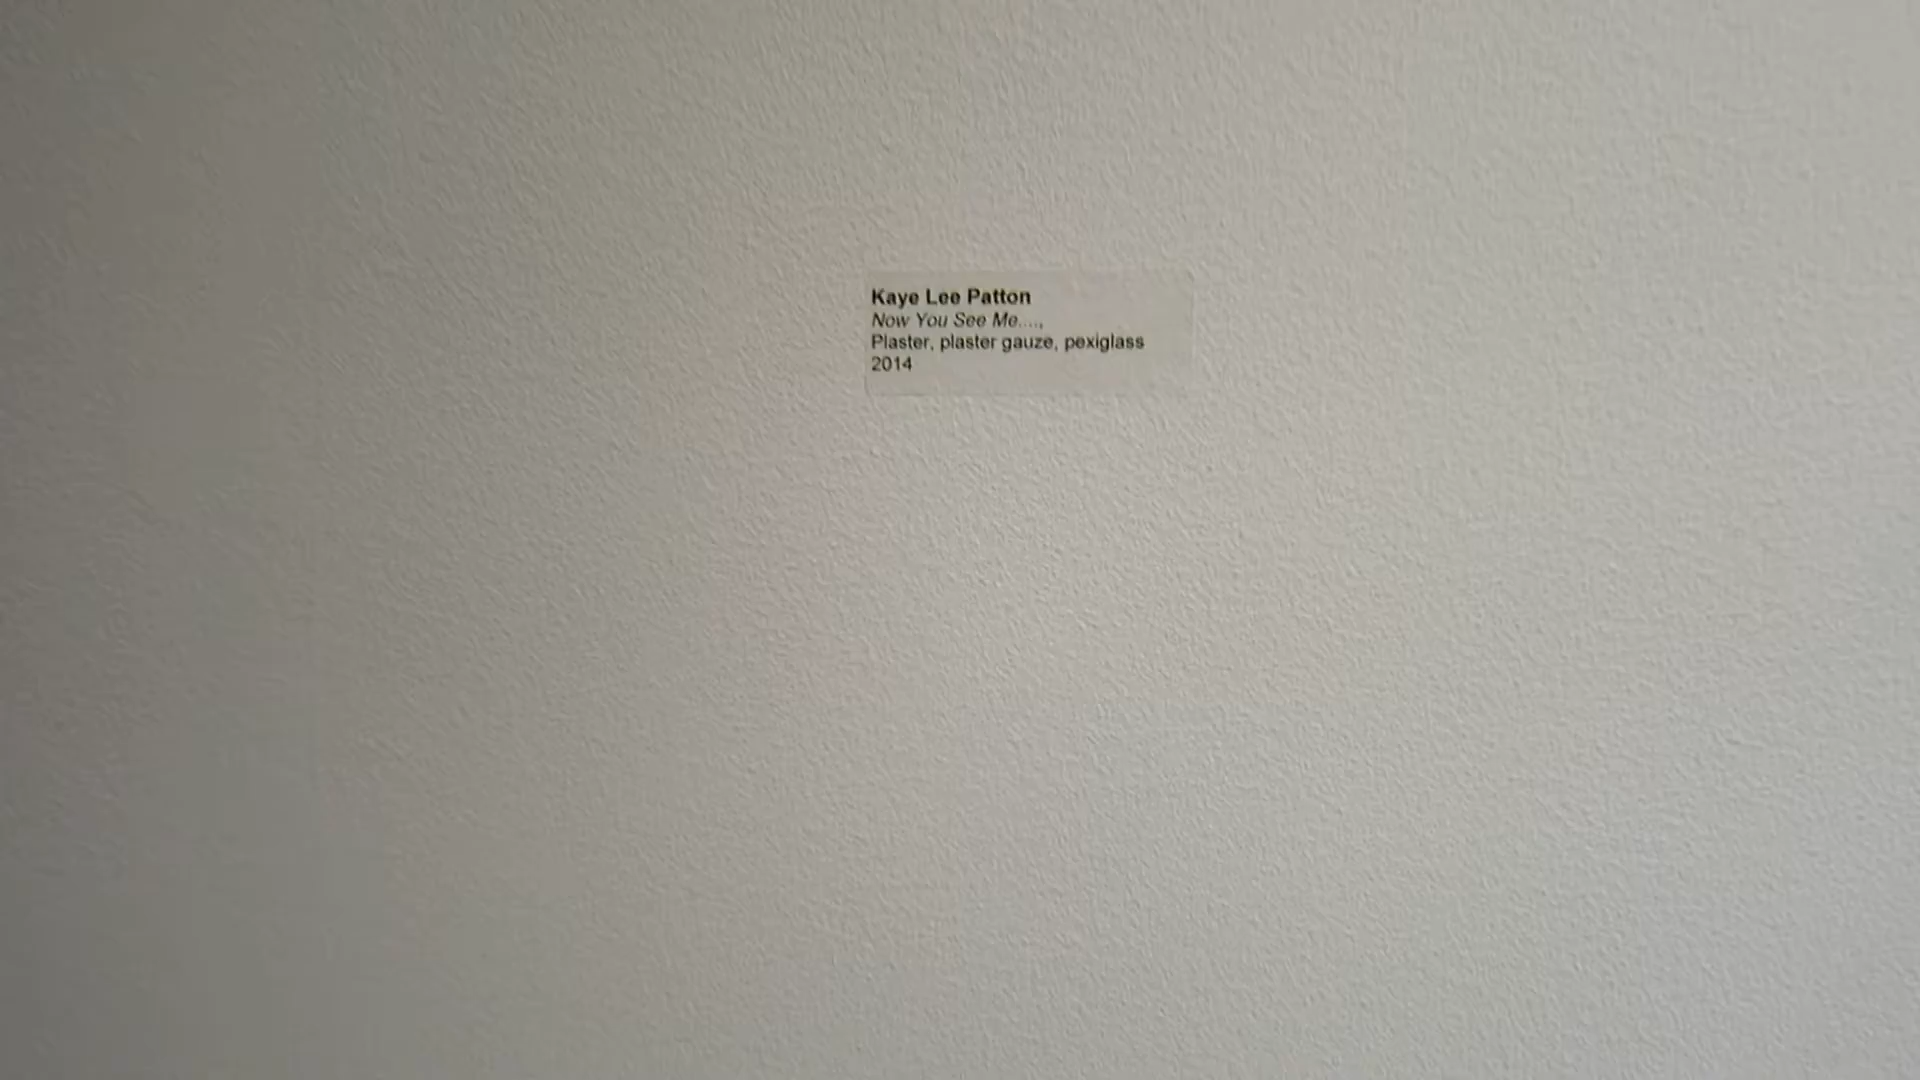 Kaye Lee Patton
Now You See Me....,
Plaster, plaster gauze, pexiglass
2014